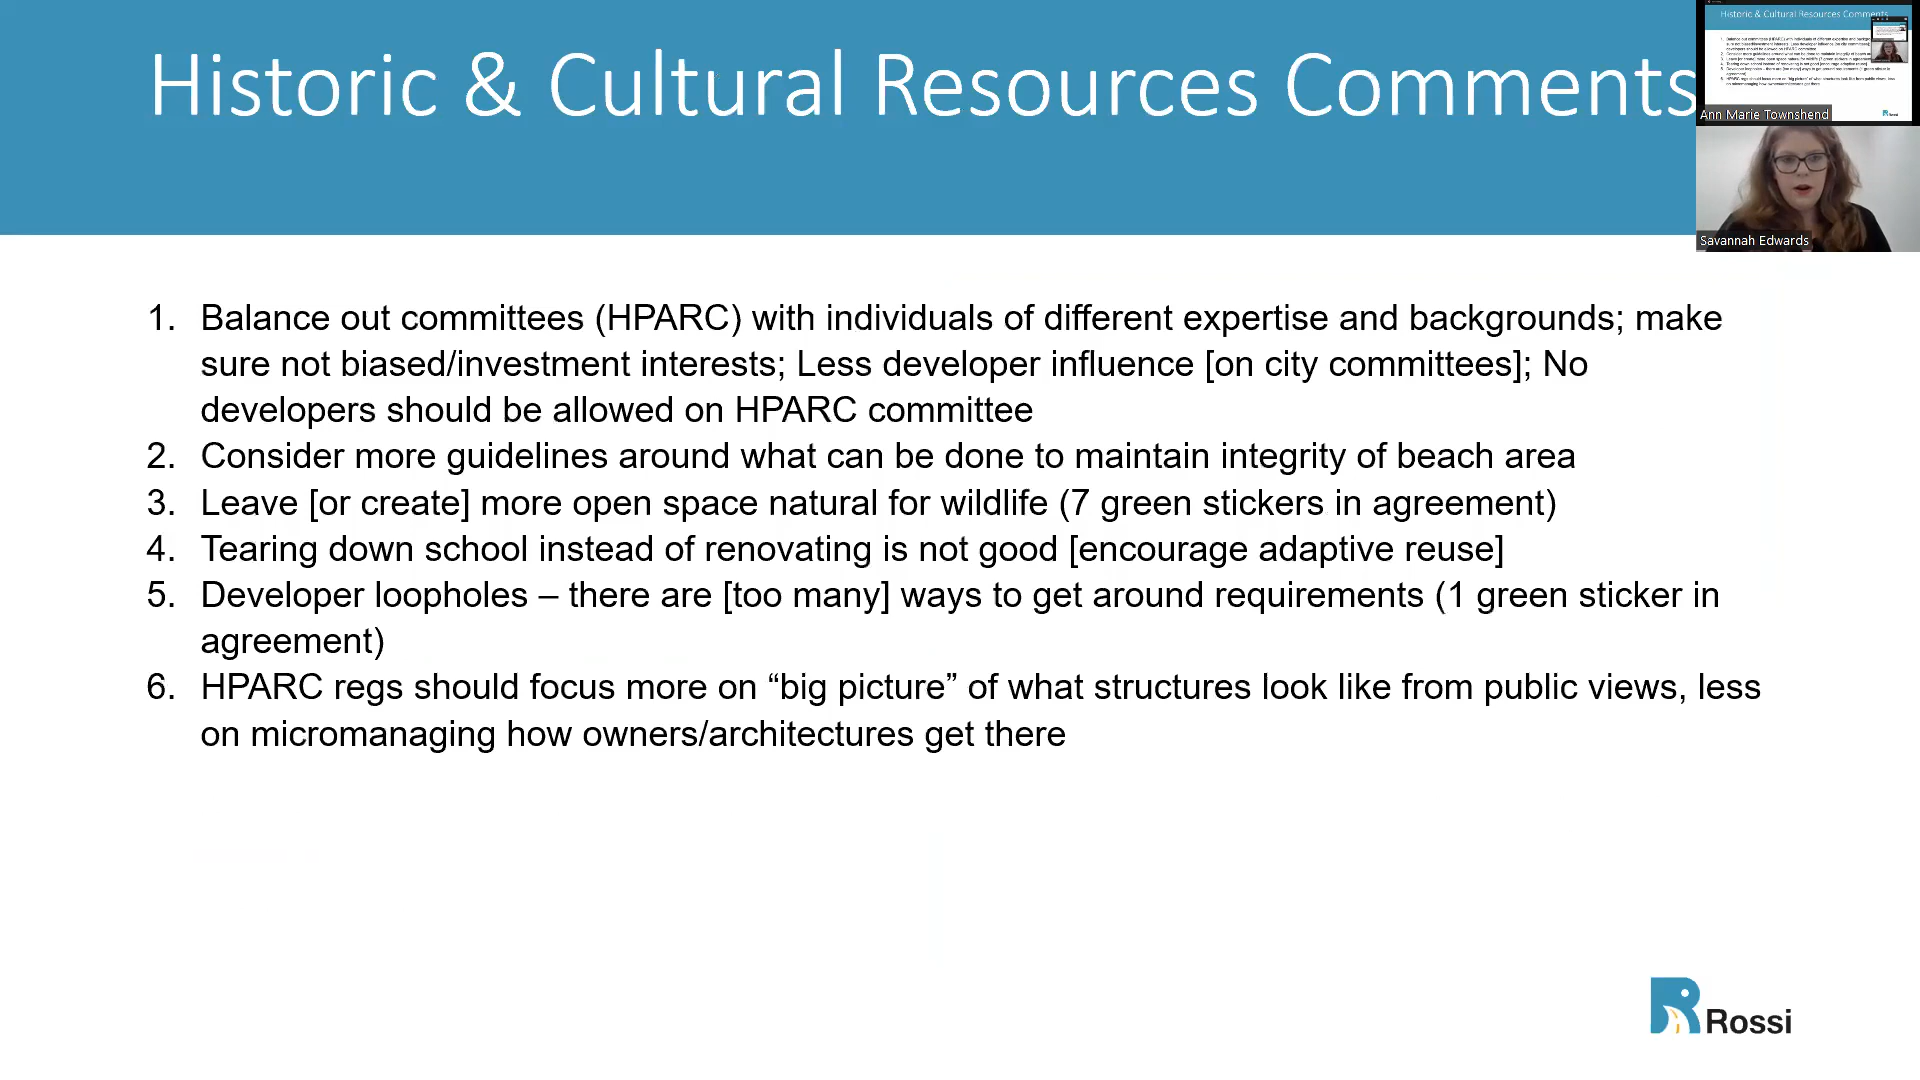 Historic & Cultural Resources Comments
Historic & Cultural Resources Comments
Ann Marie Townshend
Savannah Edwards
1. Balance out committees (HPARC) with individuals of different expertise and backgrounds; make
sure not biased/investment interests; Less developer influence [on city committees]; No
developers should be allowed on HPARC committee
2. Consider more guidelines around what can be done to maintain integrity of beach area
3. Leave [or create] more open space natural for wildlife (7 green stickers in agreement)
4. Tearing down school instead of renovating is not good [encourage adaptive reuse]
5. Developer loopholes – there are [too many] ways to get around requirements (1 green sticker in
agreement)
6. HPARC regs should focus more on “big picture” of what structures look like from public views, less
on micromanaging how owners/architectures get there
Rossi